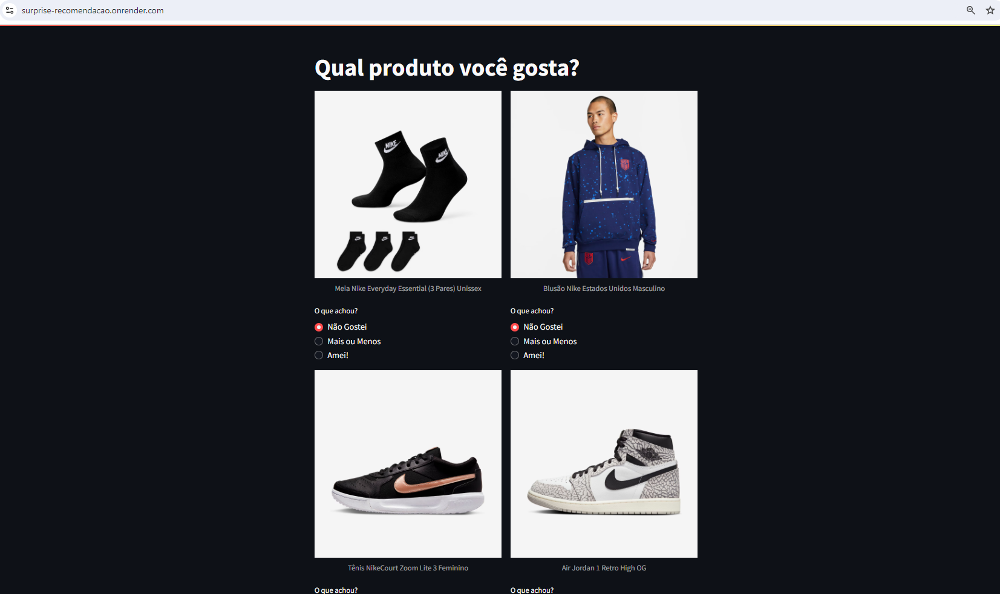 surprise-recomendacao.onrender.com
Qual produto você gosta?
NIKE
NIKE
Meia Nike Everyday Essential (3 Pares) Unissex
Blusão Nike Estados Unidos Masculino
O que achou?
O que achou?
Não Gostei
Não Gostei
Mais ou Menos
Mais ou Menos
Amei!
Amei!
Tênis NikeCourt Zoom Lite 3 Feminino
Air Jordan 1 Retro High OG
O que achou?
O que achou?